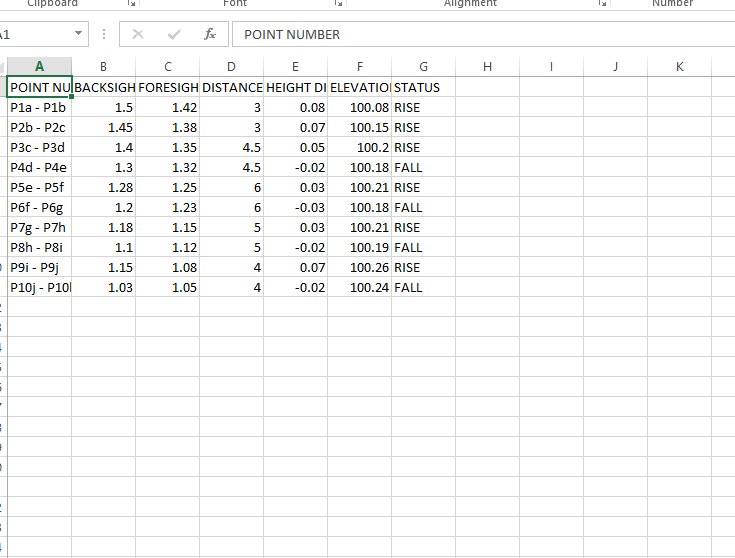 Clipboard Font Alignment Number
A1 fx POINT NUMBER
A B C D E F G H I J K
POINT NU BACKSIGH FORESIGH DISTANCE HEIGHT DI ELEVATIO STATUS
P1a - P1b 1.5 1.42 3 0.08 100.08 RISE
P2b - P2c 1.45 1.38 3 0.07 100.15 RISE
P3c - P3d 1.4 1.35 4.5 0.05 100.2 RISE
P4d - P4e 1.3 1.32 4.5 -0.02 100.18 FALL
P5e - P5f 1.28 1.25 6 0.03 100.21 RISE
P6f - P6g 1.2 1.23 6 -0.03 100.18 FALL
P7g - P7h 1.18 1.15 5 0.03 100.21 RISE
P8h - P8i 1.1 1.12 5 -0.02 100.19 FALL
P9i - P9j 1.15 1.08 4 0.07 100.26 RISE
P10j - P10 1.03 1.05 4 -0.02 100.24 FALL